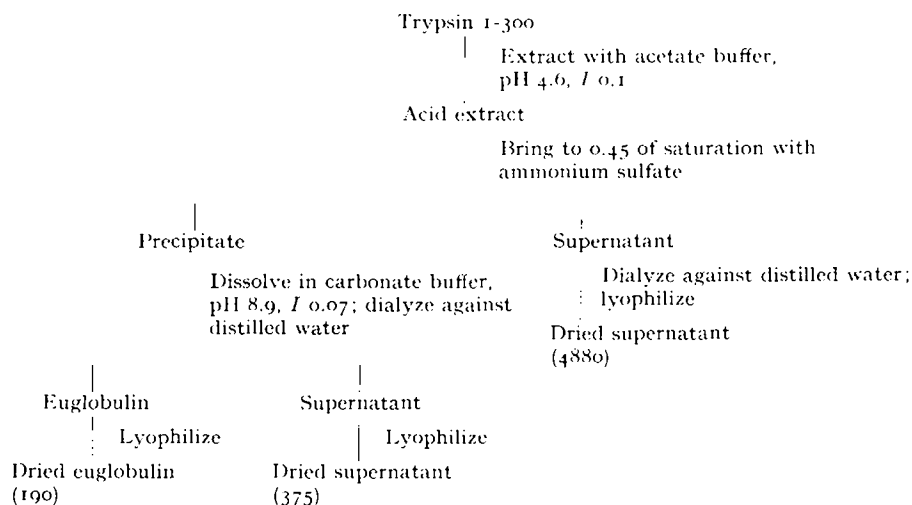 Trypsin 1-300
Extract with acetate buffer,
pH 4.6, I 0.1
Acid extract
Bring to 0.45 of saturation with
ammonium sulfate
Precipitate
Supernatant
Dissolve in carbonate buffer,
pH 8.9, I 0.07; dialyze against
distilled water
Dialyze against distilled water;
lyophilize
Dried supernatant
(4880)
Euglobulin
Supernatant
Lyophilize
Lyophilize
Dried euglobulin
(190)
Dried supernatant
(375)